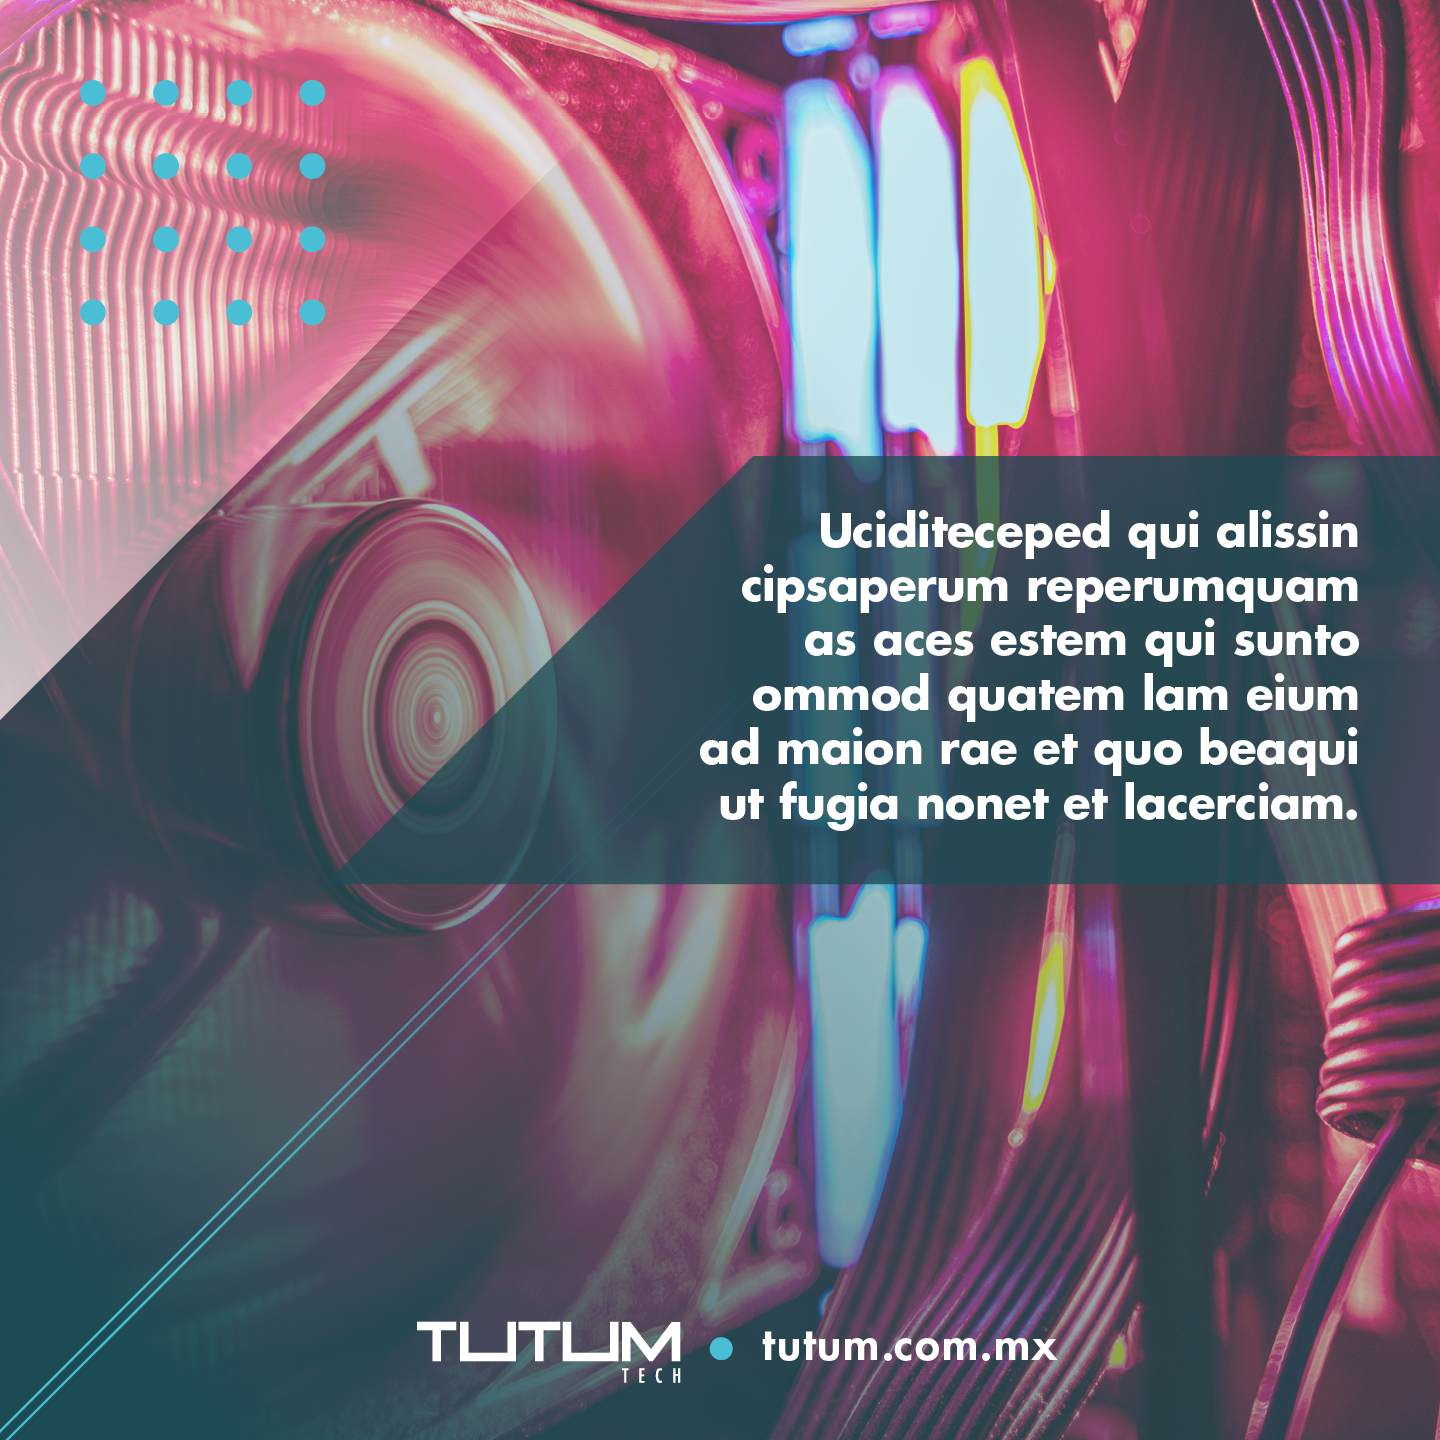 Uciditeceped qui alissin
cipsaperum reperumquam
as aces estem qui sunto
ommod quatem lam eium
ad maion rae et quo beaqui
ut fugia nonet et lacerciam.
TUTUM
TECH
tutum.com.mx